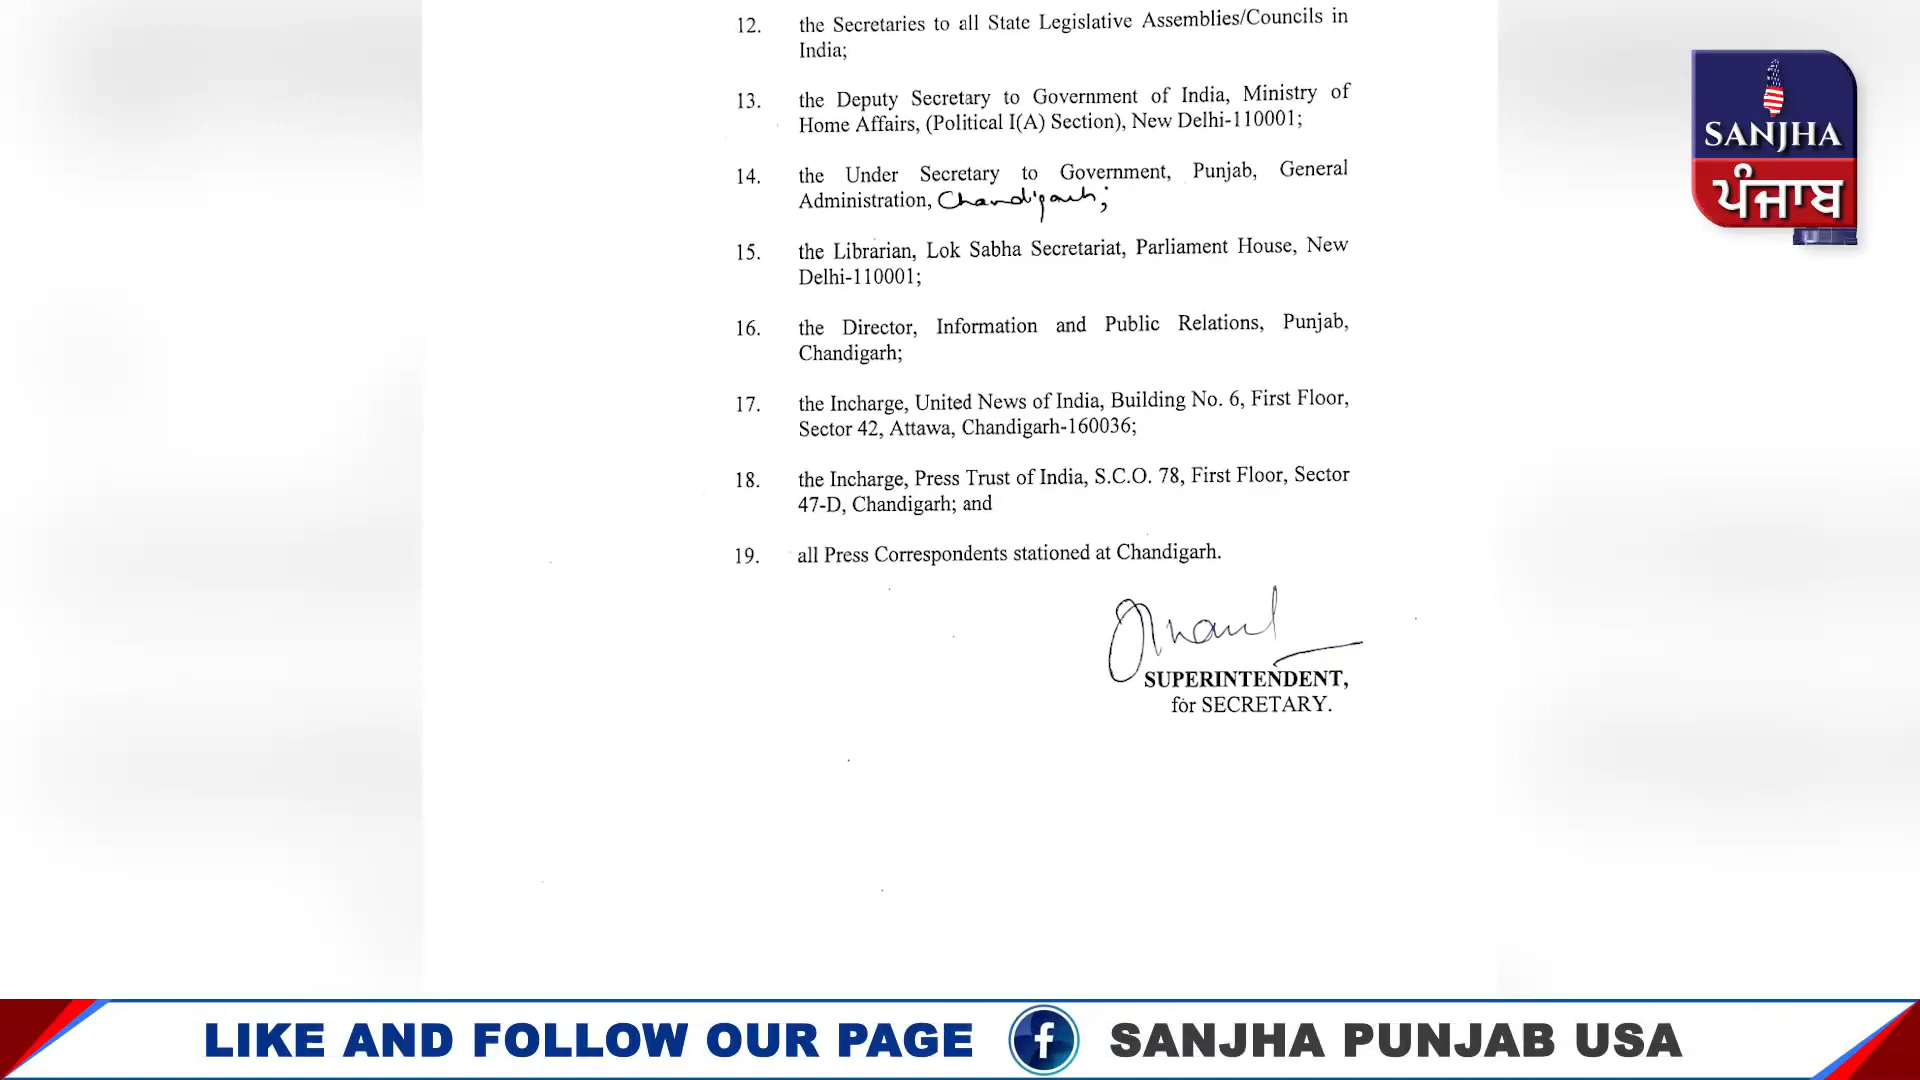 12. the Secretaries to all State Legislative Assemblies/Councils in
India;
13. the Deputy Secretary to Government of India, Ministry of
Home Affairs, (Political I(A) Section), New Delhi-110001;
14. the Under Secretary to Government, Punjab, General
Administration, Chandigarh;
15. the Librarian, Lok Sabha Secretariat, Parliament House, New
Delhi-110001;
16. the Director, Information and Public Relations, Punjab,
Chandigarh;
17. the Incharge, United News of India, Building No. 6, First Floor,
Sector 42, Attawa, Chandigarh-160036;
18. the Incharge, Press Trust of India, S.C.O. 78, First Floor, Sector
47-D, Chandigarh; and
19. all Press Correspondents stationed at Chandigarh.
SUPERINTENDENT,
for SECRETARY.
SANJHA
ਪੰਜਾਬ
LIKE AND FOLLOW OUR PAGE f SANJHA PUNJAB USA